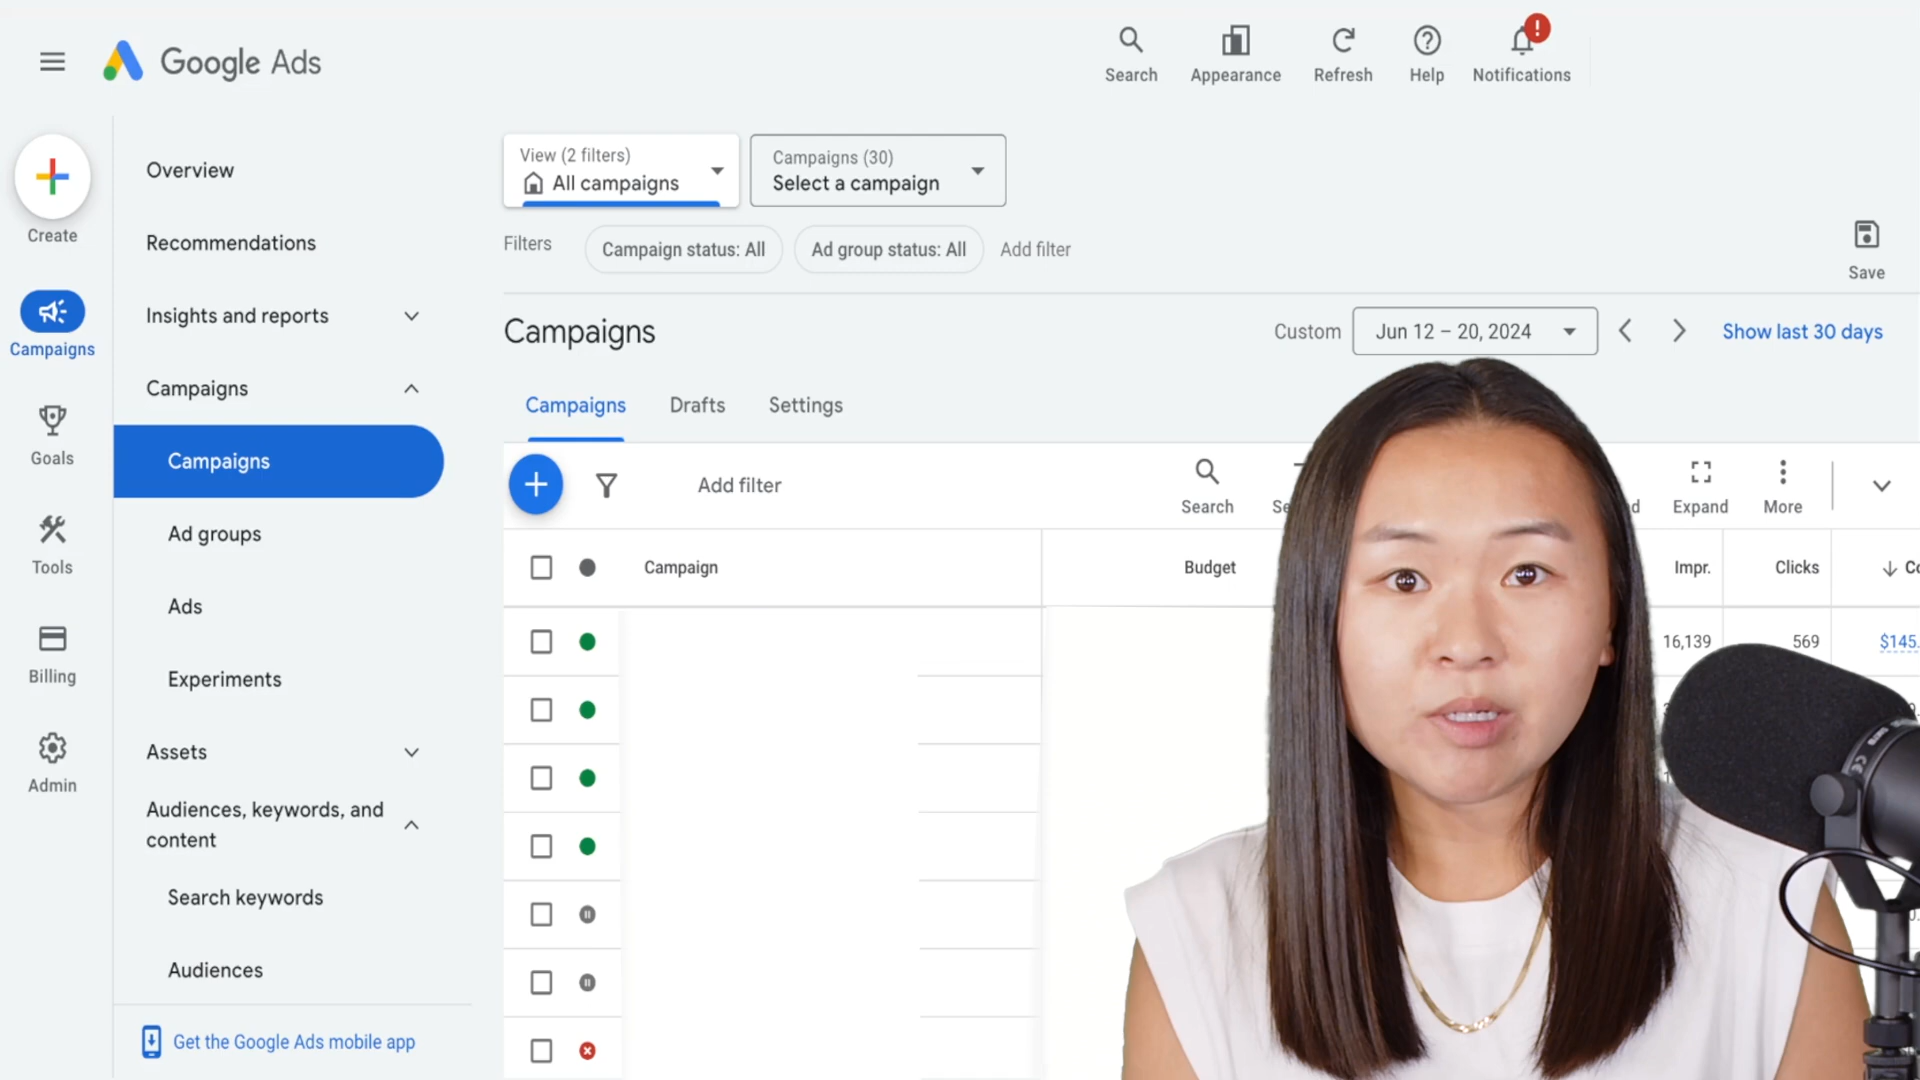 Google Ads
Search
Appearance
Refresh
Help
!
Notifications
Create
Campaigns
Goals
Tools
Billing
Admin
Overview
Recommendations
Insights and reports
Campaigns
Campaigns
Ad groups
Ads
Experiments
Assets
Audiences, keywords, and
content
Search keywords
Audiences
Get the Google Ads mobile app
View (2 filters)
All campaigns
Campaigns (30)
Select a campaign
Filters
Campaign status: All
Ad group status: All
Add filter
Save
Campaigns
Custom
Jun 12 – 20, 2024
Show last 30 days
Campaigns
Drafts
Settings
Add filter
Search
Expand
More
Campaign
Budget
Impr.
Clicks
16,139
569
$145.